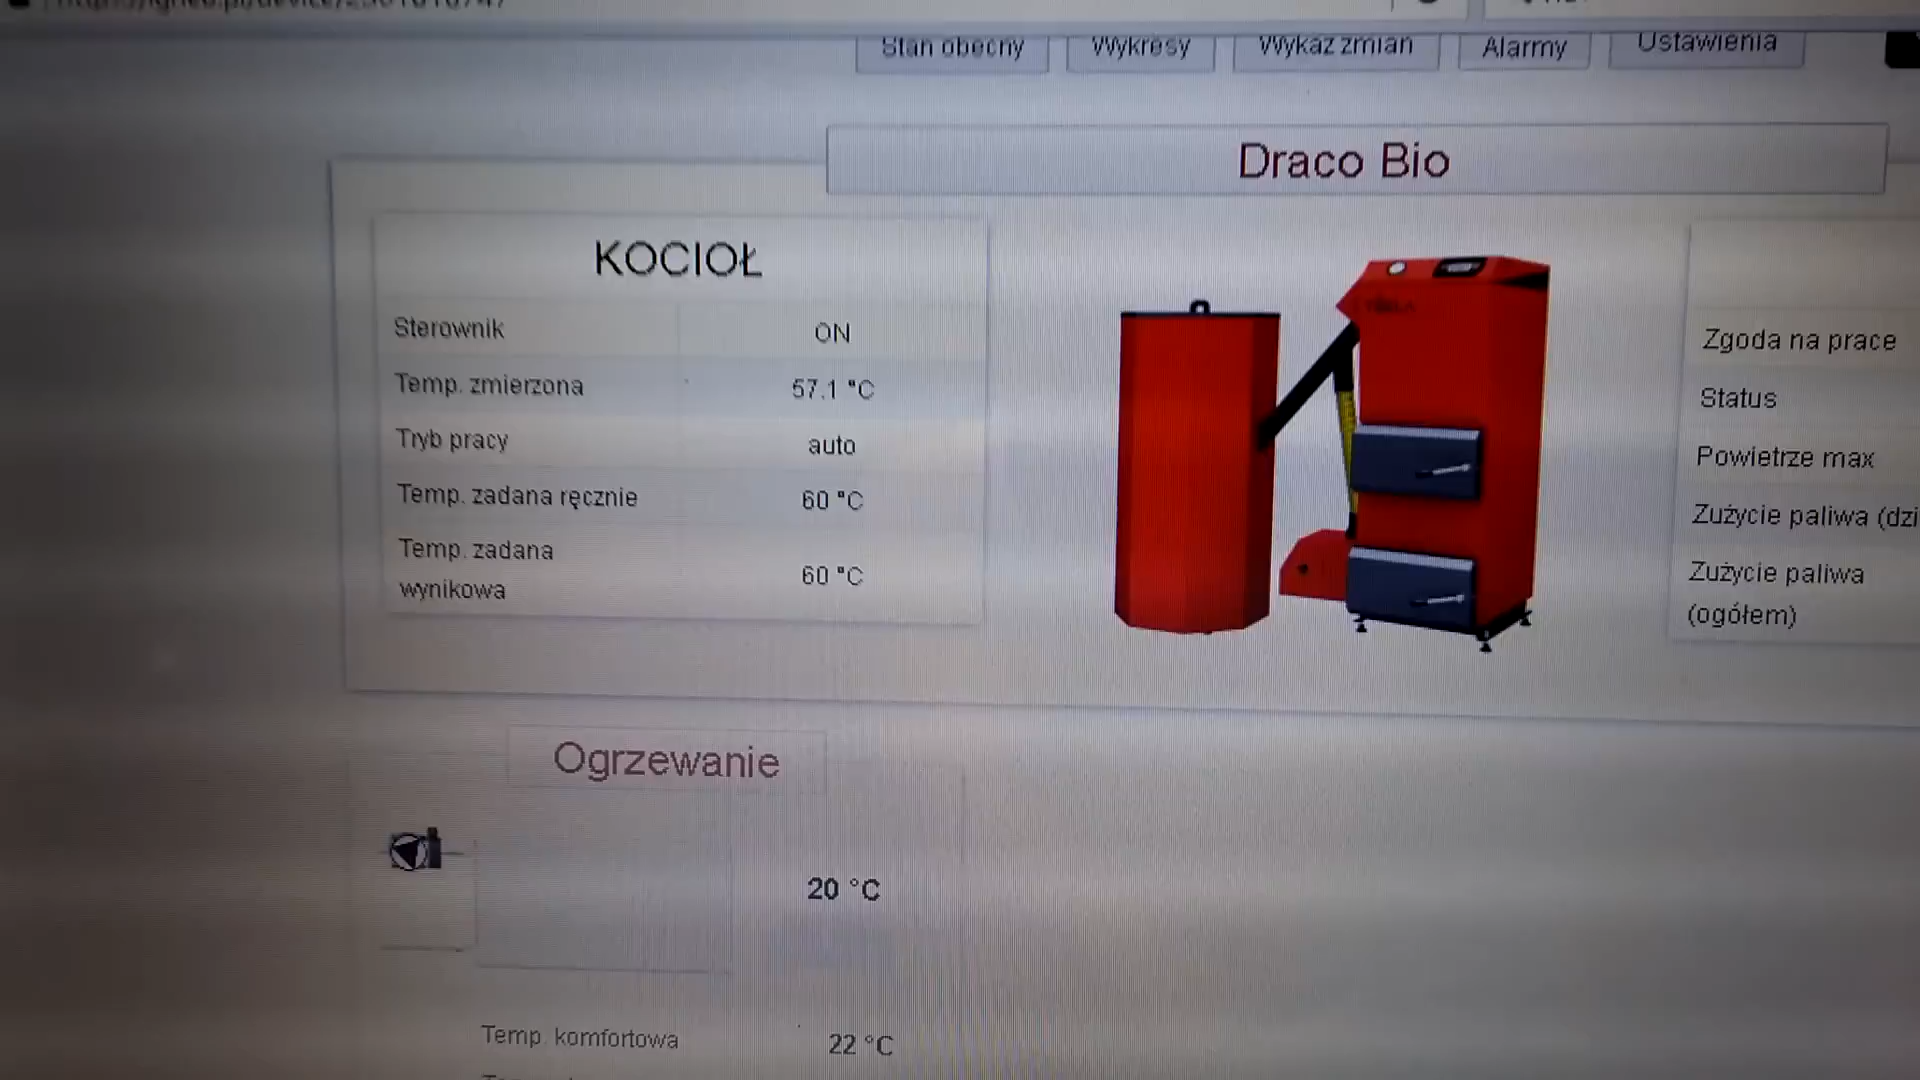 Stan obecny
Wykresy
Wykaz zmian
Alarmy
Ustawienia
Draco Bio
KOCIOŁ
Sterownik ON
Temp. zmierzona 57.1 °C
Tryb pracy auto
Temp. zadana ręcznie 60 °C
Temp. zadana
wynikowa 60 °C
Zgoda na prace
Status
Powietrze max
Zużycie paliwa (dzi
Zużycie paliwa
(ogółem)
Ogrzewanie
20 °C
Temp. komfortowa 22 °C